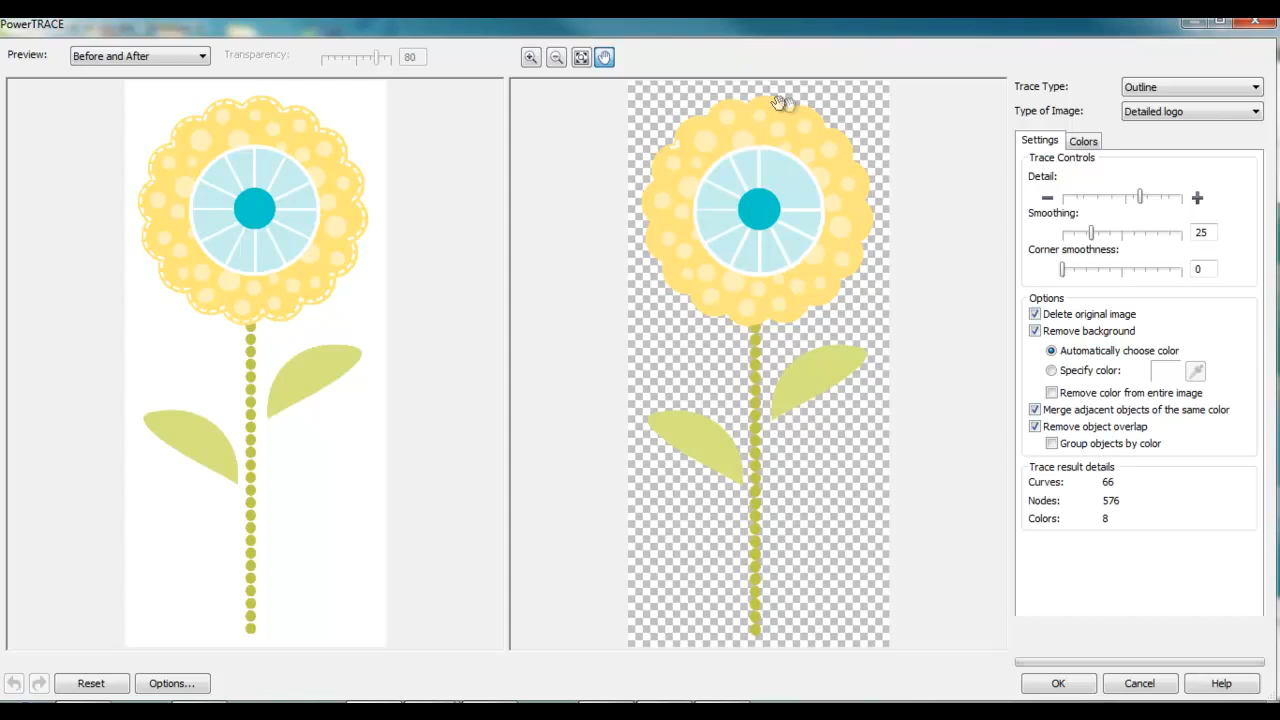 PowerTRACE
Preview: Before and After Transparency: 80
Trace Type: Outline
Type of Image: Detailed logo
Settings Colors
Trace Controls
Detail:
Smoothing:
25
Corner smoothness:
0
Options
Delete original image
Remove background
Automatically choose color
Specify color:
Remove color from entire image
Merge adjacent objects of the same color
Remove object overlap
Group objects by color
Trace result details
Curves: 66
Nodes: 576
Colors: 8
Reset Options... OK Cancel Help